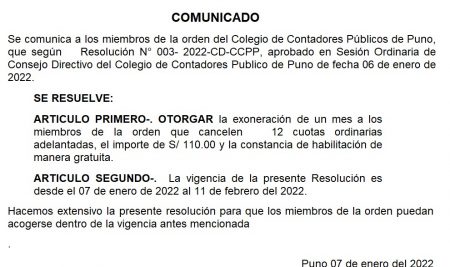 COMUNICADO
Se comunica a los miembros de la orden del Colegio de Contadores Públicos de Puno,
que según Resolución N° 003- 2022-CD-CCPP, aprobado en Sesión Ordinaria de
Consejo Directivo del Colegio de Contadores Publico de Puno de fecha 06 de enero de
2022.
SE RESUELVE:
ARTICULO PRIMERO-. OTORGAR la exoneración de un mes a los
miembros de la orden que cancelen 12 cuotas ordinarias
adelantadas, el importe de S/ 110.00 y la constancia de habilitación de
manera gratuita.
ARTICULO SEGUNDO-. La vigencia de la presente Resolución es
desde el 07 de enero de 2022 al 11 de febrero del 2022.
Hacemos extensivo la presente resolución para que los miembros de la orden puedan
acogerse dentro de la vigencia antes mencionada
.
Puno 07 de enero del 2022